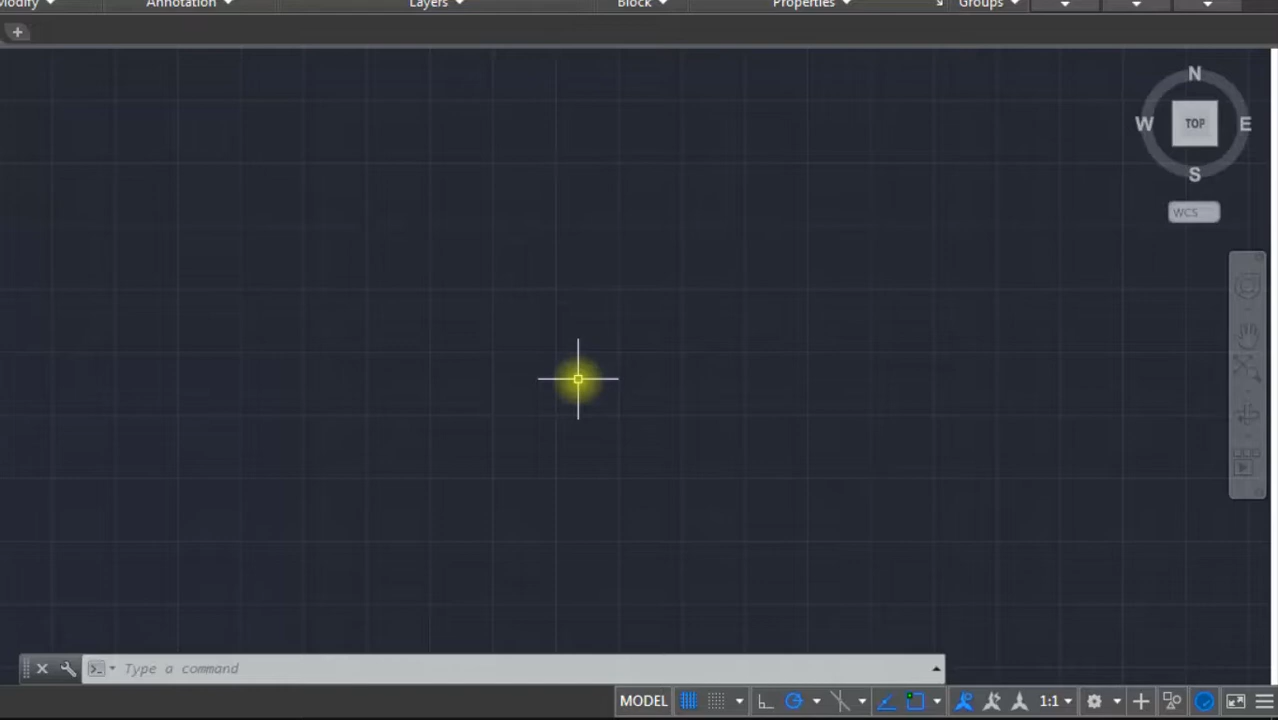 Modify Annotation Layers Block Properties Groups
N
W TOP E
S
WCS
Type a command
MODEL 1:1